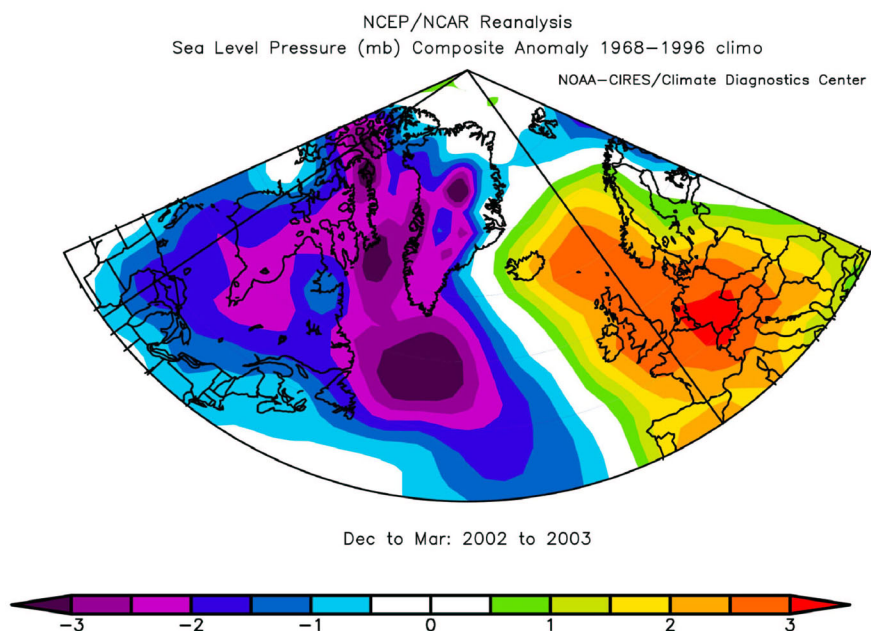 NCEP/NCAR Reanalysis
Sea Level Pressure (mb) Composite Anomaly 1968–1996 climo
NOAA–CIRES/Climate Diagnostics Center
Dec to Mar: 2002 to 2003
−3 −2 −1 0 1 2 3